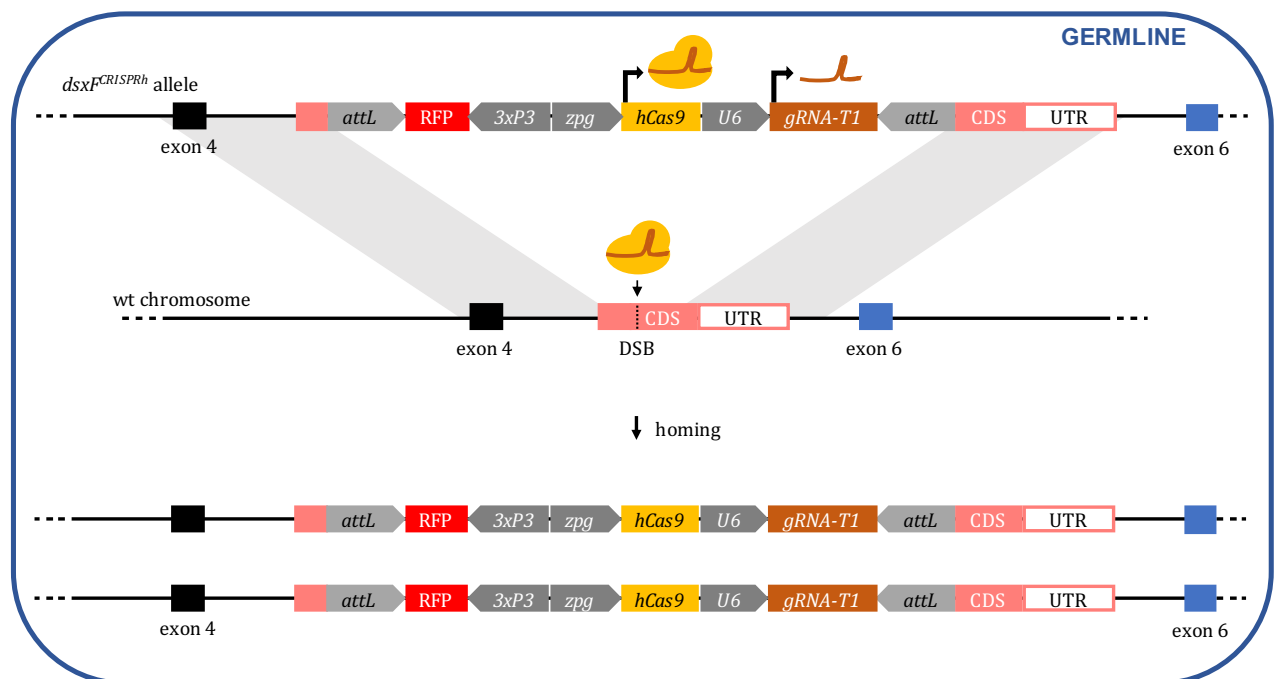 GERMLINE
dsxF^CRISPRh allele
attL RFP 3xP3 zpg hCas9 U6 gRNA-T1 attL CDS UTR
exon 4
exon 6
wt chromosome
CDS UTR
exon 4 DSB exon 6
homing
attL RFP 3xP3 zpg hCas9 U6 gRNA-T1 attL CDS UTR
attL RFP 3xP3 zpg hCas9 U6 gRNA-T1 attL CDS UTR
exon 4 exon 6